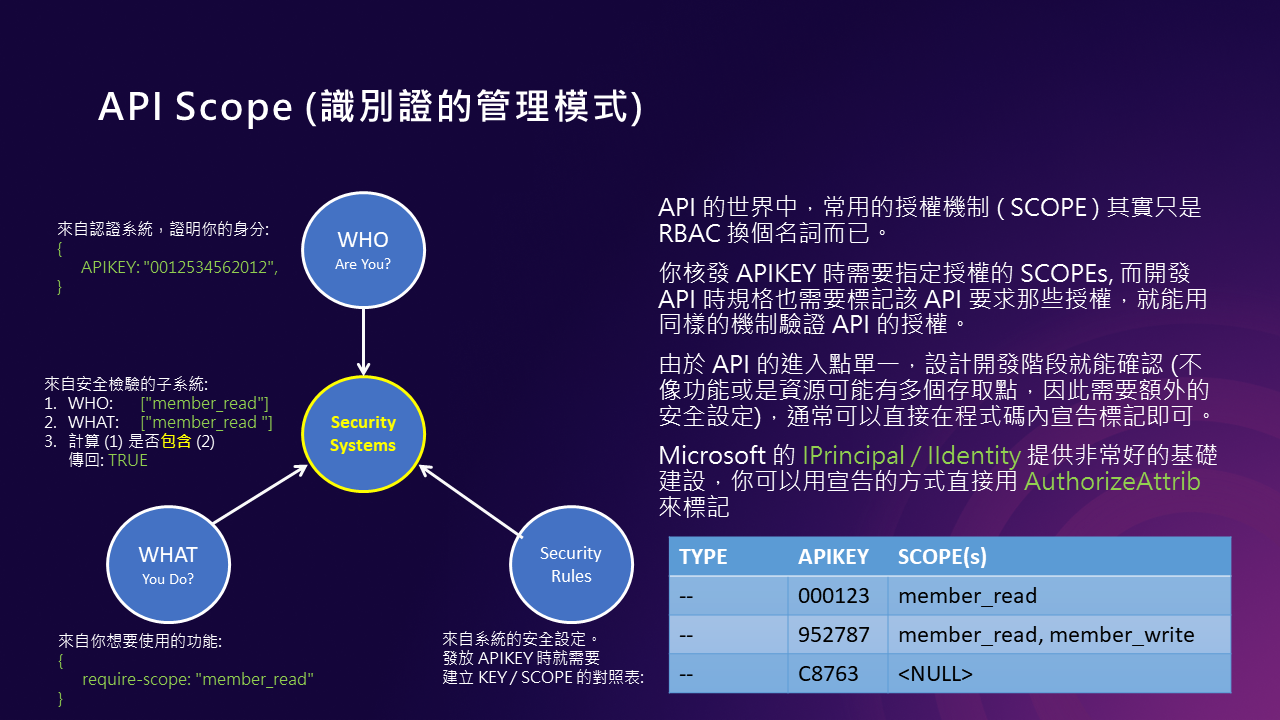 API Scope (識別證的管理模式)
來自認證系統，證明你的身分:
{
APIKEY: "0012534562012",
}
WHO
Are You?
來自安全檢驗的子系統:
1. WHO: ["member_read"]
2. WHAT: ["member_read "]
3. 計算 (1) 是否包含 (2)
傳回: TRUE
Security
Systems
WHAT
You Do?
Security
Rules
來自你想要使用的功能:
{
require-scope: "member_read"
}
來自系統的安全設定。
發放 APIKEY 時就需要
建立 KEY / SCOPE 的對照表:
API 的世界中，常用的授權機制 ( SCOPE ) 其實只是
RBAC 換個名詞而已。
你核發 APIKEY 時需要指定授權的 SCOPEs, 而開發
API 時規格也需要標記該 API 要求那些授權，就能用
同樣的機制驗證 API 的授權。
由於 API 的進入點單一，設計開發階段就能確認 (不
像功能或是資源可能有多個存取點，因此需要額外的
安全設定)，通常可以直接在程式碼內宣告標記即可。
Microsoft 的 IPrincipal / IIdentity 提供非常好的基礎
建設，你可以用宣告的方式直接用 AuthorizeAttrib
來標記
TYPE APIKEY SCOPE(s)
-- 000123 member_read
-- 952787 member_read, member_write
-- C8763 <NULL>